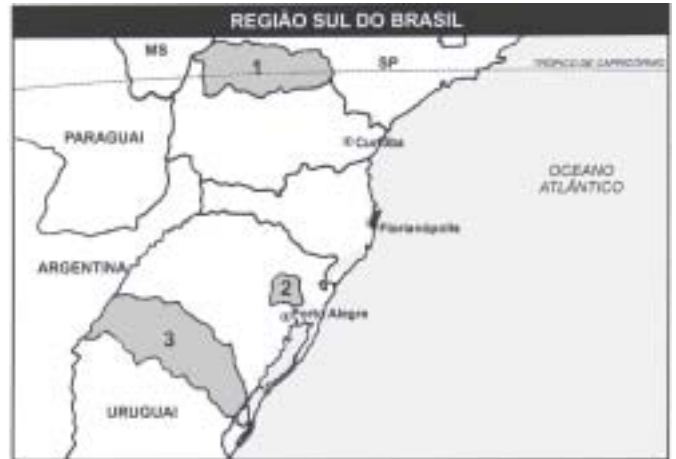 REGIÃO SUL DO BRASIL
MS
1
SP
TRÓPICO DE CAPRICÓRNIO
PARAGUAI
Curitiba
OCEANO
ATLÂNTICO
Florianópolis
ARGENTINA
2
Porto Alegre
3
URUGUAI